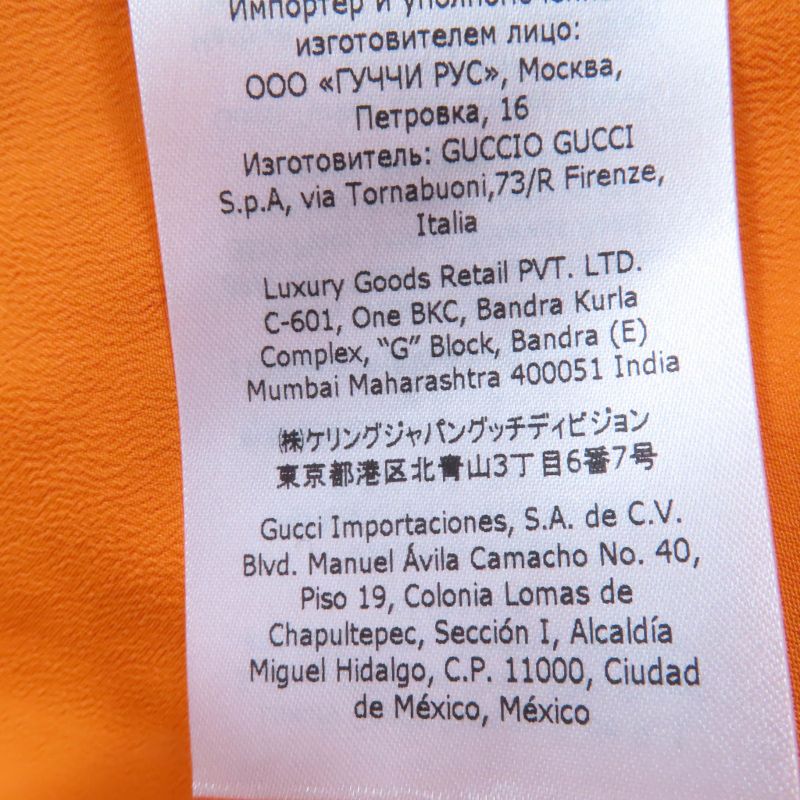 Импортер и уполномоченное
изготовителем лицо:
ООО «ГУЧЧИ РУС», Москва,
Петровка, 16
Изготовитель: GUCCIO GUCCI
S.p.A, via Tornabuoni,73/R Firenze,
Italia
Luxury Goods Retail PVT. LTD.
C-601, One BKC, Bandra Kurla
Complex, “G” Block, Bandra (E)
Mumbai Maharashtra 400051 India
㈱ケリングジャパングッチディビジョン
東京都港区北青山3丁目6番7号
Gucci Importaciones, S.A. de C.V.
Blvd. Manuel Ávila Camacho No. 40,
Piso 19, Colonia Lomas de
Chapultepec, Sección I, Alcaldía
Miguel Hidalgo, C.P. 11000, Ciudad
de México, México